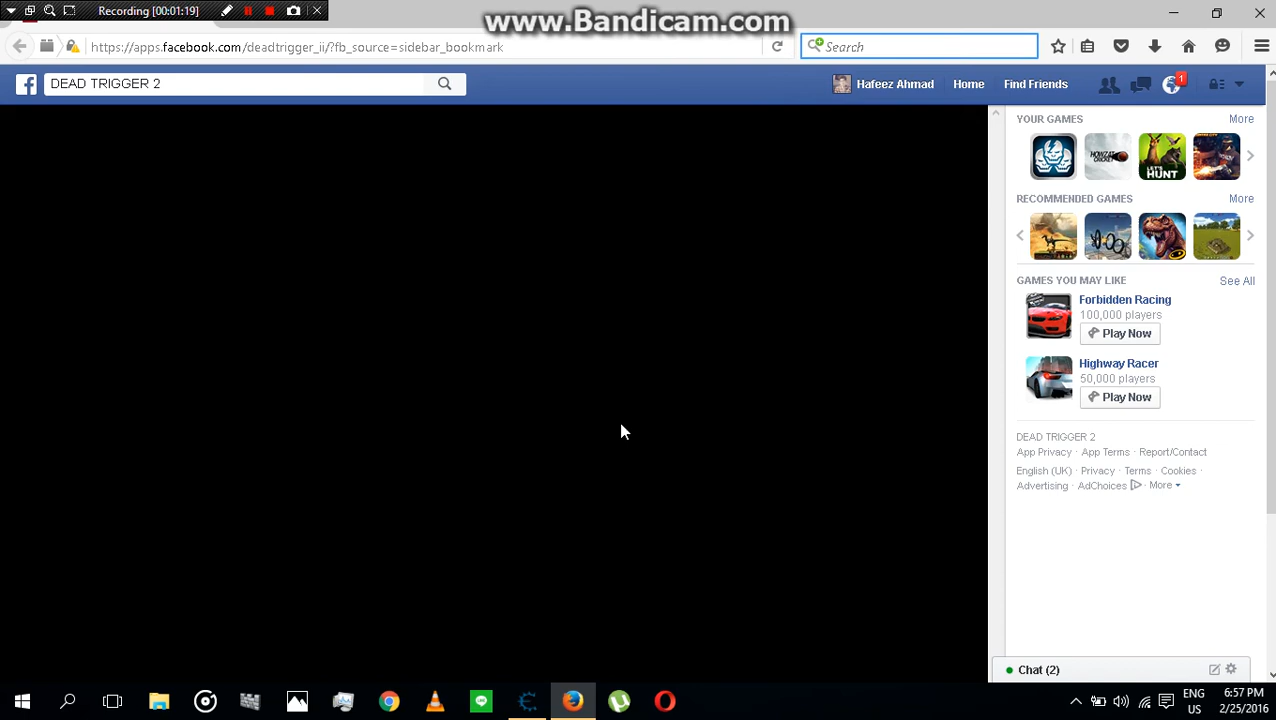 Recording [00:01:19]
www.Bandicam.com
https://apps.facebook.com/deadtrigger_ii/?fb_source=sidebar_bookmark
Search
DEAD TRIGGER 2
Hafeez Ahmad
Home
Find Friends
1
YOUR GAMES
More
HOWZAT CRICKET
LET'S HUNT
RECOMMENDED GAMES
More
GAMES YOU MAY LIKE
See All
Forbidden Racing
100,000 players
Play Now
Highway Racer
50,000 players
Play Now
DEAD TRIGGER 2
App Privacy · App Terms · Report/Contact
English (UK) · Privacy · Terms · Cookies ·
Advertising · AdChoices · More
Chat (2)
ENG
US
6:57 PM
2/25/2016